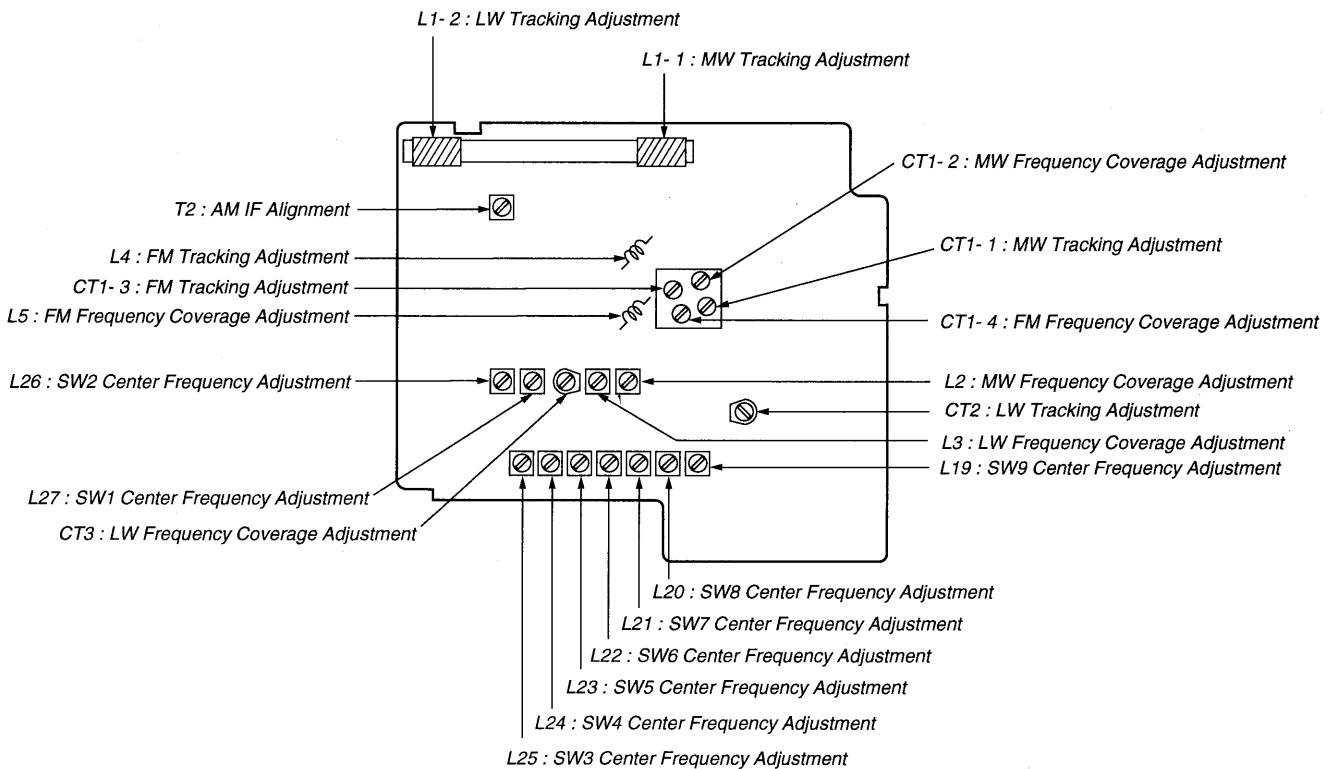 L1- 2 : LW Tracking Adjustment
L1- 1 : MW Tracking Adjustment
CT1- 2 : MW Frequency Coverage Adjustment
T2 : AM IF Alignment
CT1- 1 : MW Tracking Adjustment
L4 : FM Tracking Adjustment
CT1- 3 : FM Tracking Adjustment
L5 : FM Frequency Coverage Adjustment
CT1- 4 : FM Frequency Coverage Adjustment
L26 : SW2 Center Frequency Adjustment
L2 : MW Frequency Coverage Adjustment
CT2 : LW Tracking Adjustment
L3 : LW Frequency Coverage Adjustment
L19 : SW9 Center Frequency Adjustment
L27 : SW1 Center Frequency Adjustment
CT3 : LW Frequency Coverage Adjustment
L20 : SW8 Center Frequency Adjustment
L21 : SW7 Center Frequency Adjustment
L22 : SW6 Center Frequency Adjustment
L23 : SW5 Center Frequency Adjustment
L24 : SW4 Center Frequency Adjustment
L25 : SW3 Center Frequency Adjustment